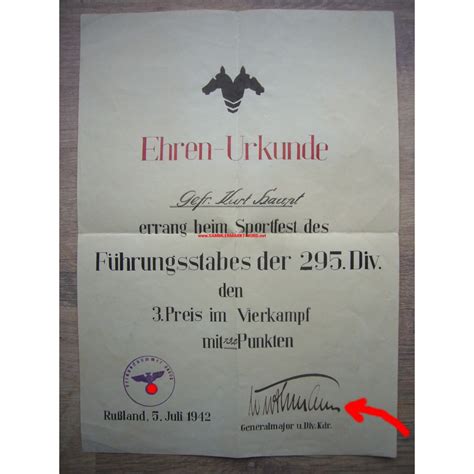 Ehren-Urkunde
Gefr. Kurt Haupt
errang beim Sportfest des
Führungsstabes der 295. Div.
den
3. Preis im Vierkampf
mit Punkten
Rußland, 5. Juli 1942
Generalmajor u. Div. Kdr.